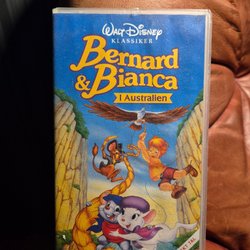 WALT DISNEY
KLASSIKER
Bernard
& Bianca
I Australien